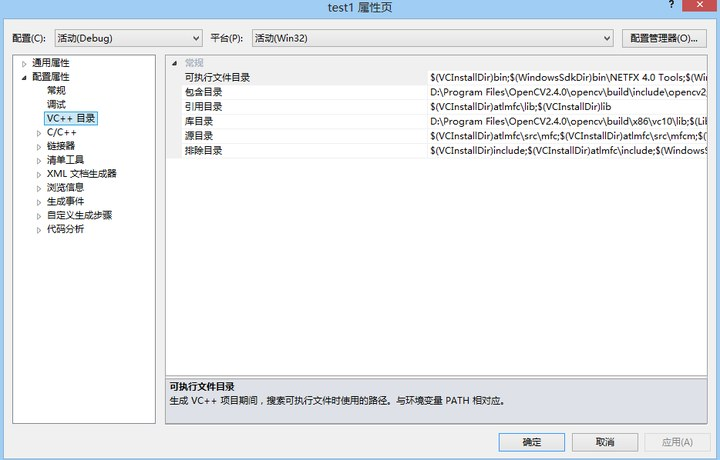 test1 属性页
?
配置(C): 活动(Debug) 平台(P): 活动(Win32) 配置管理器(O)...
通用属性
配置属性
常规
调试
VC++ 目录
C/C++
链接器
清单工具
XML 文档生成器
浏览信息
生成事件
自定义生成步骤
代码分析
常规
可执行文件目录 $(VCInstallDir)bin;$(WindowsSdkDir)bin\NETFX 4.0 Tools;$(Wi
包含目录 D:\Program Files\OpenCV2.4.0\opencv\build\include\opencv2
引用目录 $(VCInstallDir)atlmfc\lib;$(VCInstallDir)lib
库目录 D:\Program Files\OpenCV2.4.0\opencv\build\x86\vc10\lib;$(Lib
源目录 $(VCInstallDir)atlmfc\src\mfc;$(VCInstallDir)atlmfc\src\mfcm;$(
排除目录 $(VCInstallDir)include;$(VCInstallDir)atlmfc\include;$(WindowsS
可执行文件目录
生成 VC++ 项目期间，搜索可执行文件时使用的路径。与环境变量 PATH 相对应。
确定 取消 应用(A)